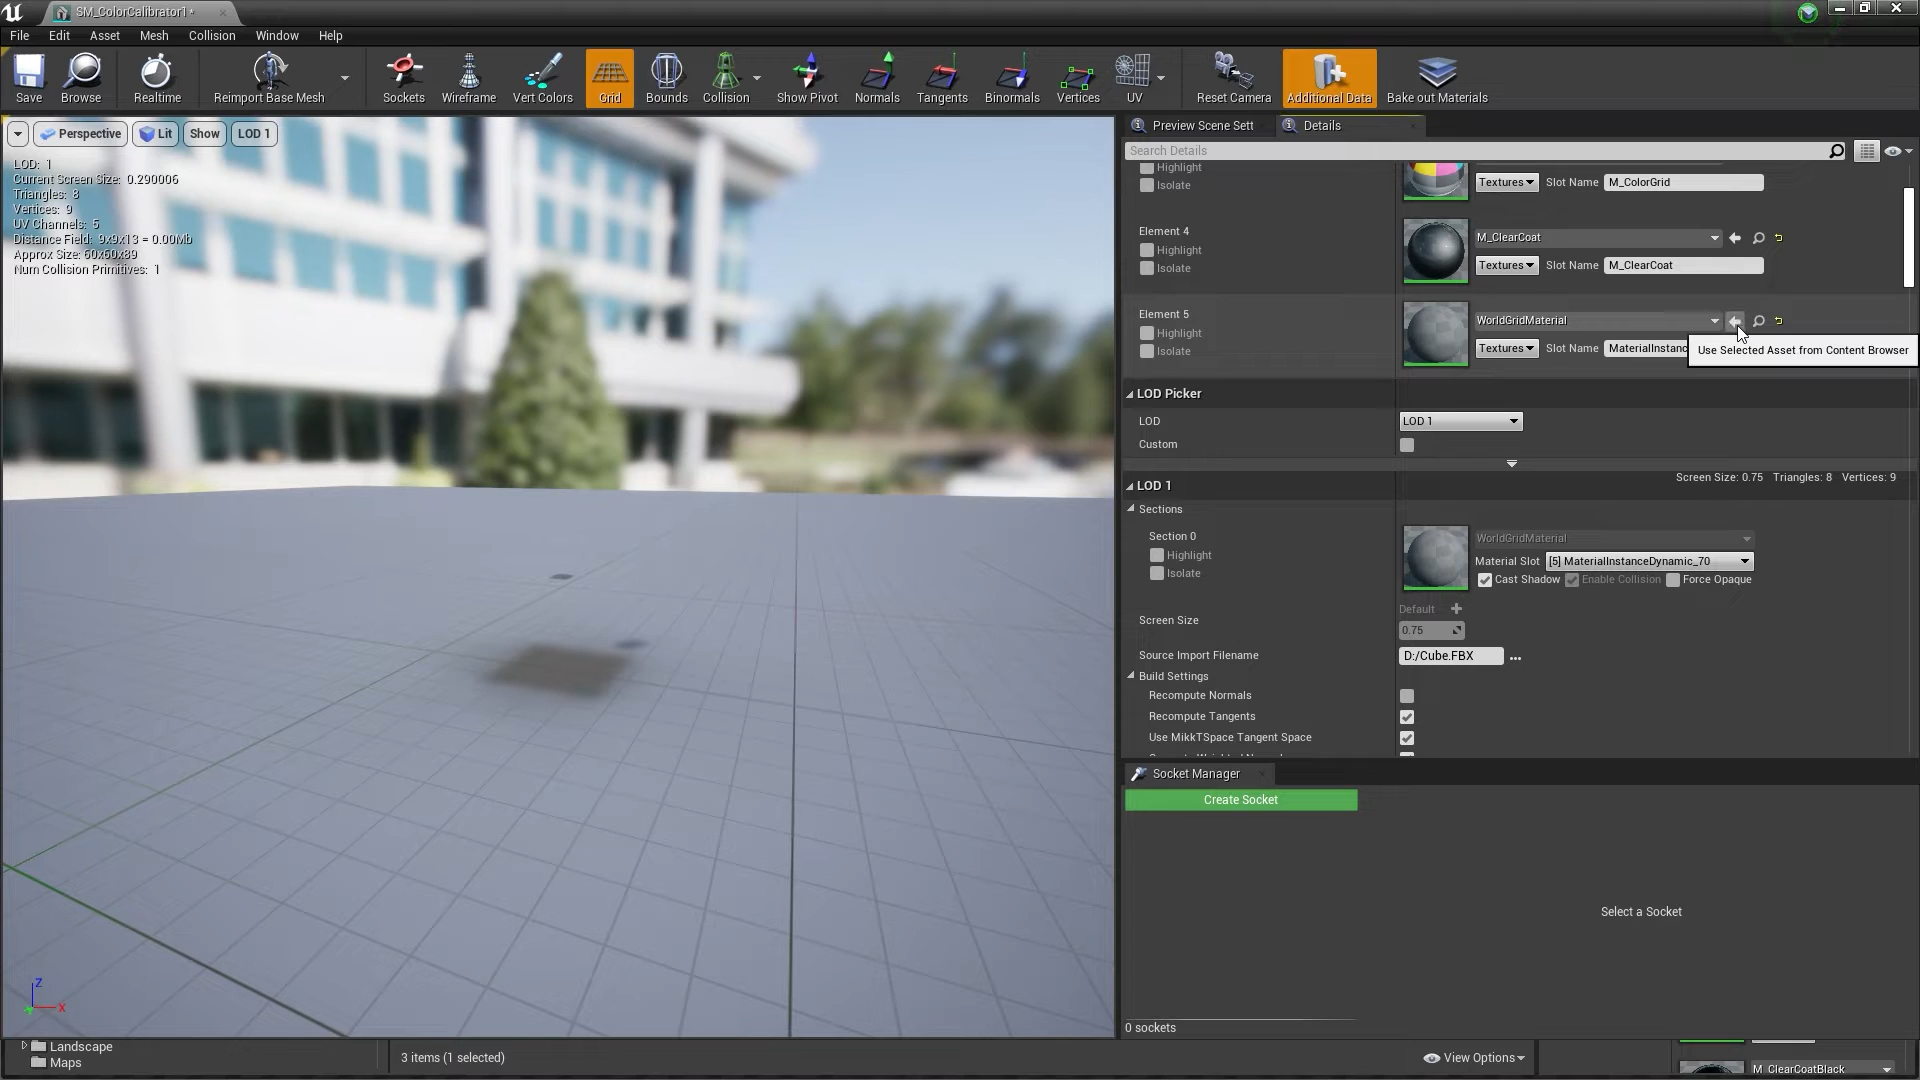 SM_ColorCalibrator1*
File Edit Asset Mesh Collision Window Help
Save Browse Realtime Reimport Base Mesh Sockets Wireframe Vert Colors Grid Bounds Collision Show Pivot Normals Tangents Binormals Vertices UV Reset Camera Additional Data Bake out Materials
Perspective Lit Show LOD 1
LOD: 1
Current Screen Size: 0.290006
Triangles: 8
Vertices: 9
UV Channels: 5
Distance Field: 9x9x13 = 0.00Mb
Approx Size: 60x60x89
Num Collision Primitives: 1
Z
X
Preview Scene Sett Details
Search Details
Highlight
Isolate
Textures Slot Name M_ColorGrid
Element 4
Highlight
Isolate
M_ClearCoat
Textures Slot Name M_ClearCoat
Element 5
Highlight
Isolate
WorldGridMaterial
Textures Slot Name MaterialInstanc
Use Selected Asset from Content Browser
LOD Picker
LOD LOD 1
Custom
LOD 1
Screen Size: 0.75 Triangles: 8 Vertices: 9
Sections
Section 0
Highlight
Isolate
WorldGridMaterial
Material Slot [5] MaterialInstanceDynamic_70
Cast Shadow Enable Collision Force Opaque
Default
Screen Size 0.75
Source Import Filename D:/Cube.FBX ...
Build Settings
Recompute Normals
Recompute Tangents
Use MikkTSpace Tangent Space
Socket Manager
Create Socket
Select a Socket
0 sockets
Landscape
Maps
3 items (1 selected)
View Options
M_ClearCoatBlack